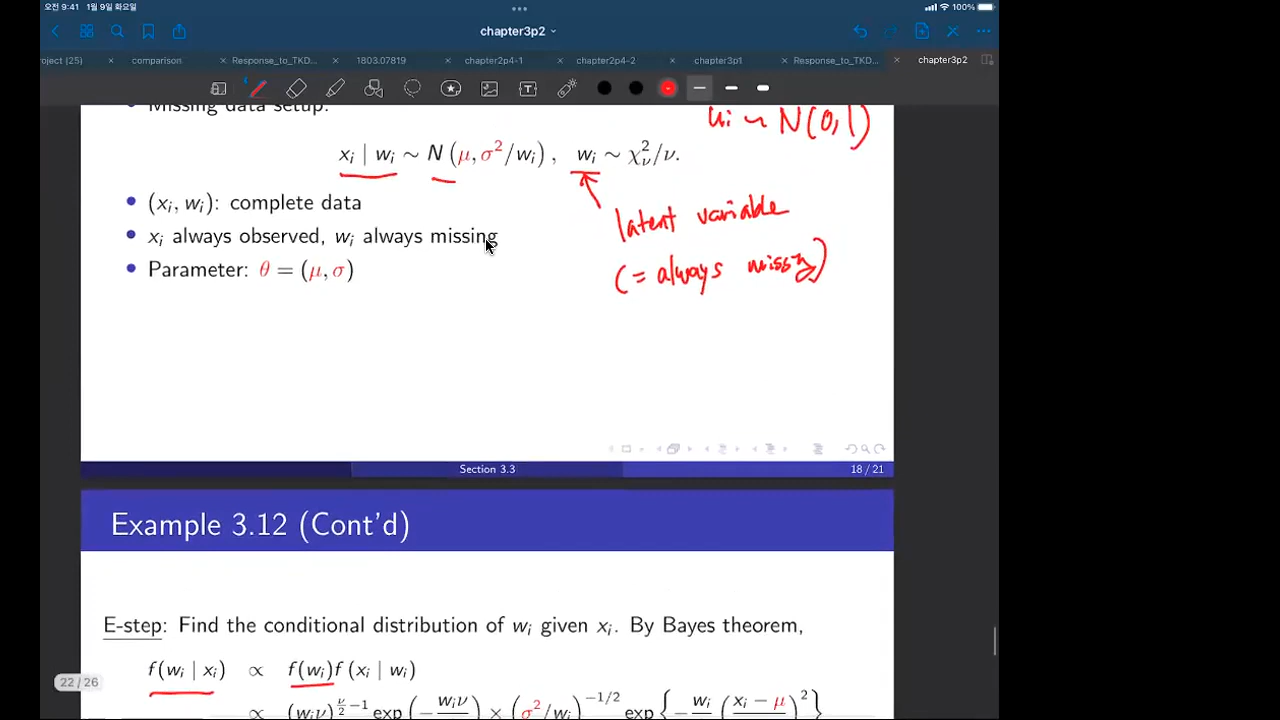 오전 9:41 1월 9일 화요일
100%
chapter3p2
oject (25) comparison Response_to_TKD... 1803.07819 chapter2p4-1 chapter2p4-2 chapter3p1 Response_to_TKD... chapter3p2
Missing data setup:
uᵢ ~ N(0,1)
xᵢ | wᵢ ∼ N (μ, σ²/wᵢ) , wᵢ ∼ χ²_ν/ν.
latent variable
(= always missing)
• (xᵢ, wᵢ): complete data
• xᵢ always observed, wᵢ always missing
• Parameter: θ = (μ, σ)
Section 3.3 18 / 21
Example 3.12 (Cont'd)
E-step: Find the conditional distribution of wᵢ given xᵢ. By Bayes theorem,
f(wᵢ | xᵢ) ∝ f(wᵢ)f (xᵢ | wᵢ)
22 / 26